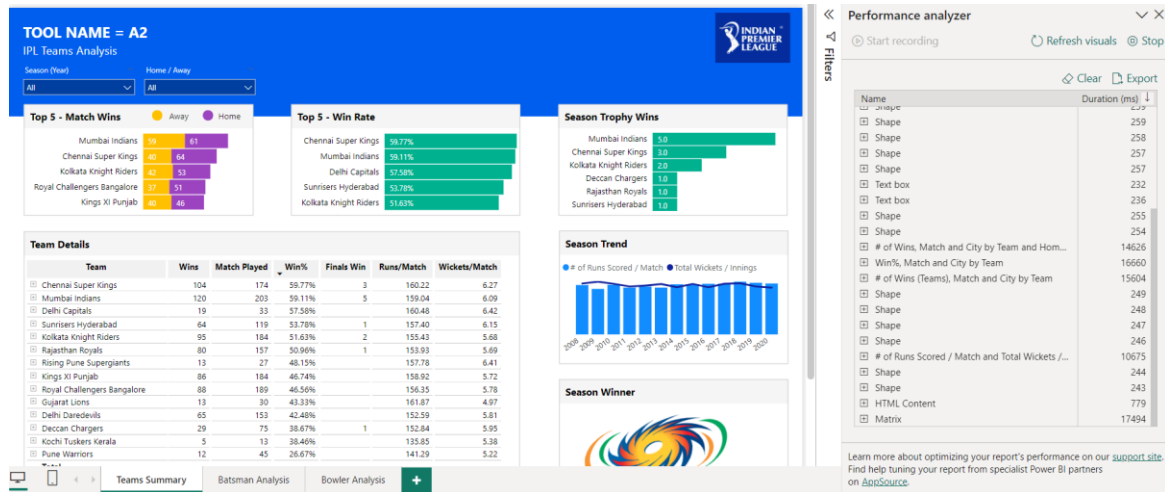 TOOL NAME = A2
IPL Teams Analysis
INDIAN
PREMIER
LEAGUE
Season (Year)
Home / Away
All
All
Top 5 - Match Wins
Away
Home
Mumbai Indians 59 61
Chennai Super Kings 40 64
Kolkata Knight Riders 42 53
Royal Challengers Bangalore 37 51
Kings XI Punjab 40 46
Top 5 - Win Rate
Chennai Super Kings 59.77%
Mumbai Indians 59.11%
Delhi Capitals 57.58%
Sunrisers Hyderabad 53.78%
Kolkata Knight Riders 51.63%
Season Trophy Wins
Mumbai Indians 5.0
Chennai Super Kings 3.0
Kolkata Knight Riders 2.0
Deccan Chargers 1.0
Rajasthan Royals 1.0
Sunrisers Hyderabad 1.0
Team Details
Team Wins Match Played Win% Finals Win Runs/Match Wickets/Match
Chennai Super Kings 104 174 59.77% 3 160.22 6.27
Mumbai Indians 120 203 59.11% 5 159.04 6.09
Delhi Capitals 19 33 57.58% 160.48 6.42
Sunrisers Hyderabad 64 119 53.78% 1 157.40 6.15
Kolkata Knight Riders 95 184 51.63% 2 155.43 5.68
Rajasthan Royals 80 157 50.96% 1 153.93 5.69
Rising Pune Supergiants 13 27 48.15% 157.78 6.41
Kings XI Punjab 86 184 46.74% 158.92 5.72
Royal Challengers Bangalore 88 189 46.56% 156.35 5.78
Gujarat Lions 13 30 43.33% 161.87 4.97
Delhi Daredevils 65 153 42.48% 152.59 5.81
Deccan Chargers 29 75 38.67% 1 152.84 5.95
Kochi Tuskers Kerala 5 13 38.46% 135.85 5.38
Pune Warriors 12 45 26.67% 141.29 5.22
Total
Season Trend
# of Runs Scored / Match Total Wickets / Innings
2008 2009 2010 2011 2012 2013 2014 2015 2016 2017 2018 2019 2020
Season Winner
Teams Summary
Batsman Analysis
Bowler Analysis
+
Filters
Performance analyzer
Start recording
Refresh visuals
Stop
Clear
Export
Name Duration (ms)
Shape 259
Shape 259
Shape 258
Shape 257
Shape 257
Text box 232
Text box 236
Shape 255
Shape 254
# of Wins, Match and City by Team and Hom... 14626
Win%, Match and City by Team 16660
# of Wins (Teams), Match and City by Team 15604
Shape 249
Shape 248
Shape 247
Shape 246
# of Runs Scored / Match and Total Wickets /... 10675
Shape 244
Shape 243
HTML Content 779
Matrix 17494
Learn more about optimizing your report's performance on our support site.
Find help tuning your report from specialist Power BI partners
on AppSource.